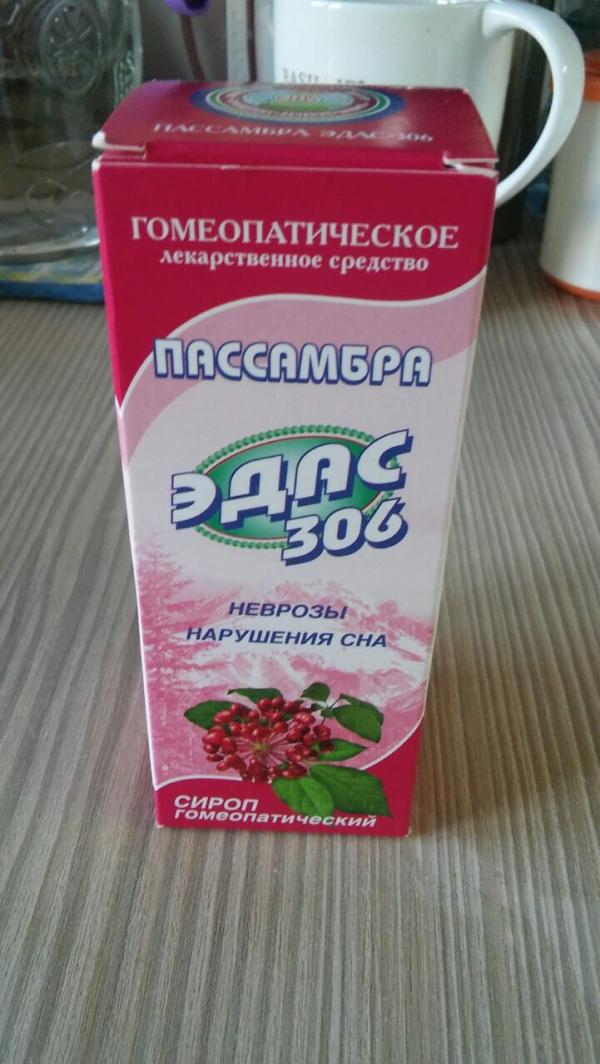 ПАССАМБРА ЭДАС-306
ГОМЕОПАТИЧЕСКОЕ
лекарственное средство
ПАССАМБРА
ЭДАС
306
НЕВРОЗЫ
НАРУШЕНИЯ СНА
СИРОП
гомеопатический